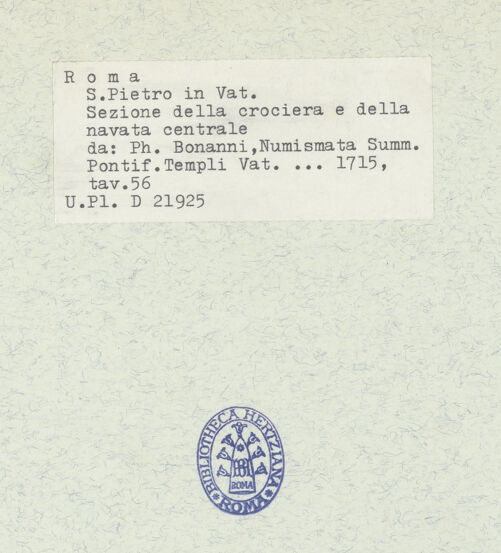 R o m a
S.Pietro in Vat.
Sezione della crociera e della
navata centrale
da: Ph. Bonanni,Numismata Summ.
Pontif.Templi Vat. ... 1715,
tav.56
U.Pl. D 21925
BIBLIOTHECA HERTZIANA
ROMA
ROMA